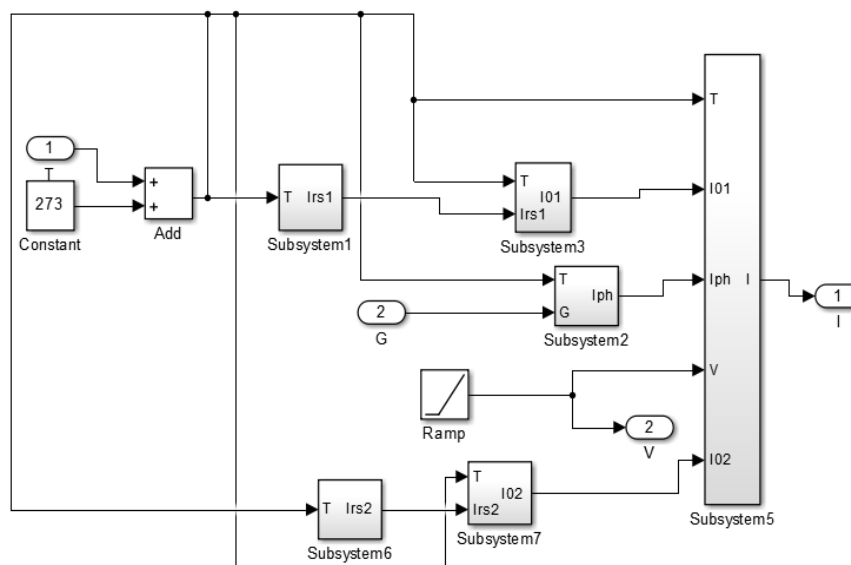 T
1
T
+
+
273
Constant
Add
T
Irs1
Subsystem1
T
I01
Irs1
Subsystem3
I01
T
Iph
G
Subsystem2
2
G
Iph
I
1
I
Ramp
V
2
V
T
I02
Irs2
Subsystem7
I02
T
Irs2
Subsystem6
Subsystem5